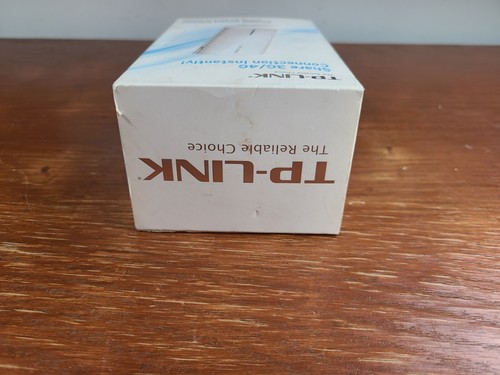 TP-LINK®
The Reliable Choice
TP-LINK®
Share 3G/4G
Connection Instantly!